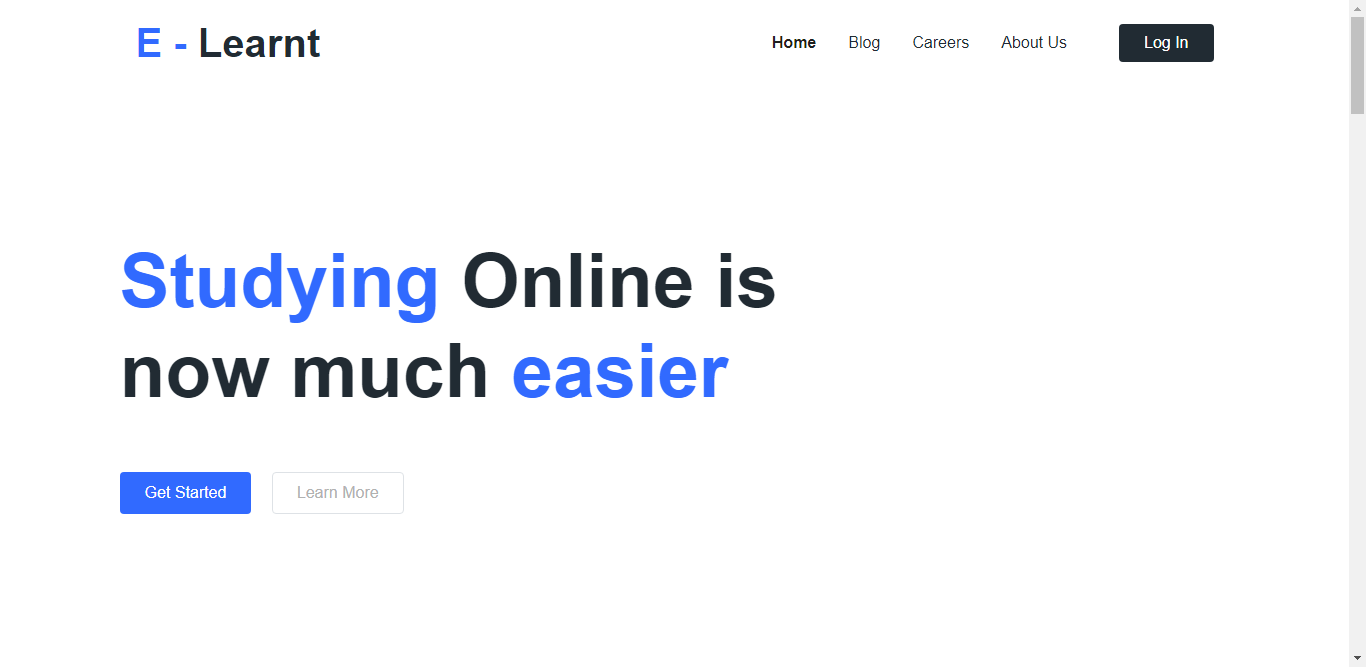 E - Learnt
Home
Blog
Careers
About Us
Log In
Studying Online is
now much easier
Get Started
Learn More